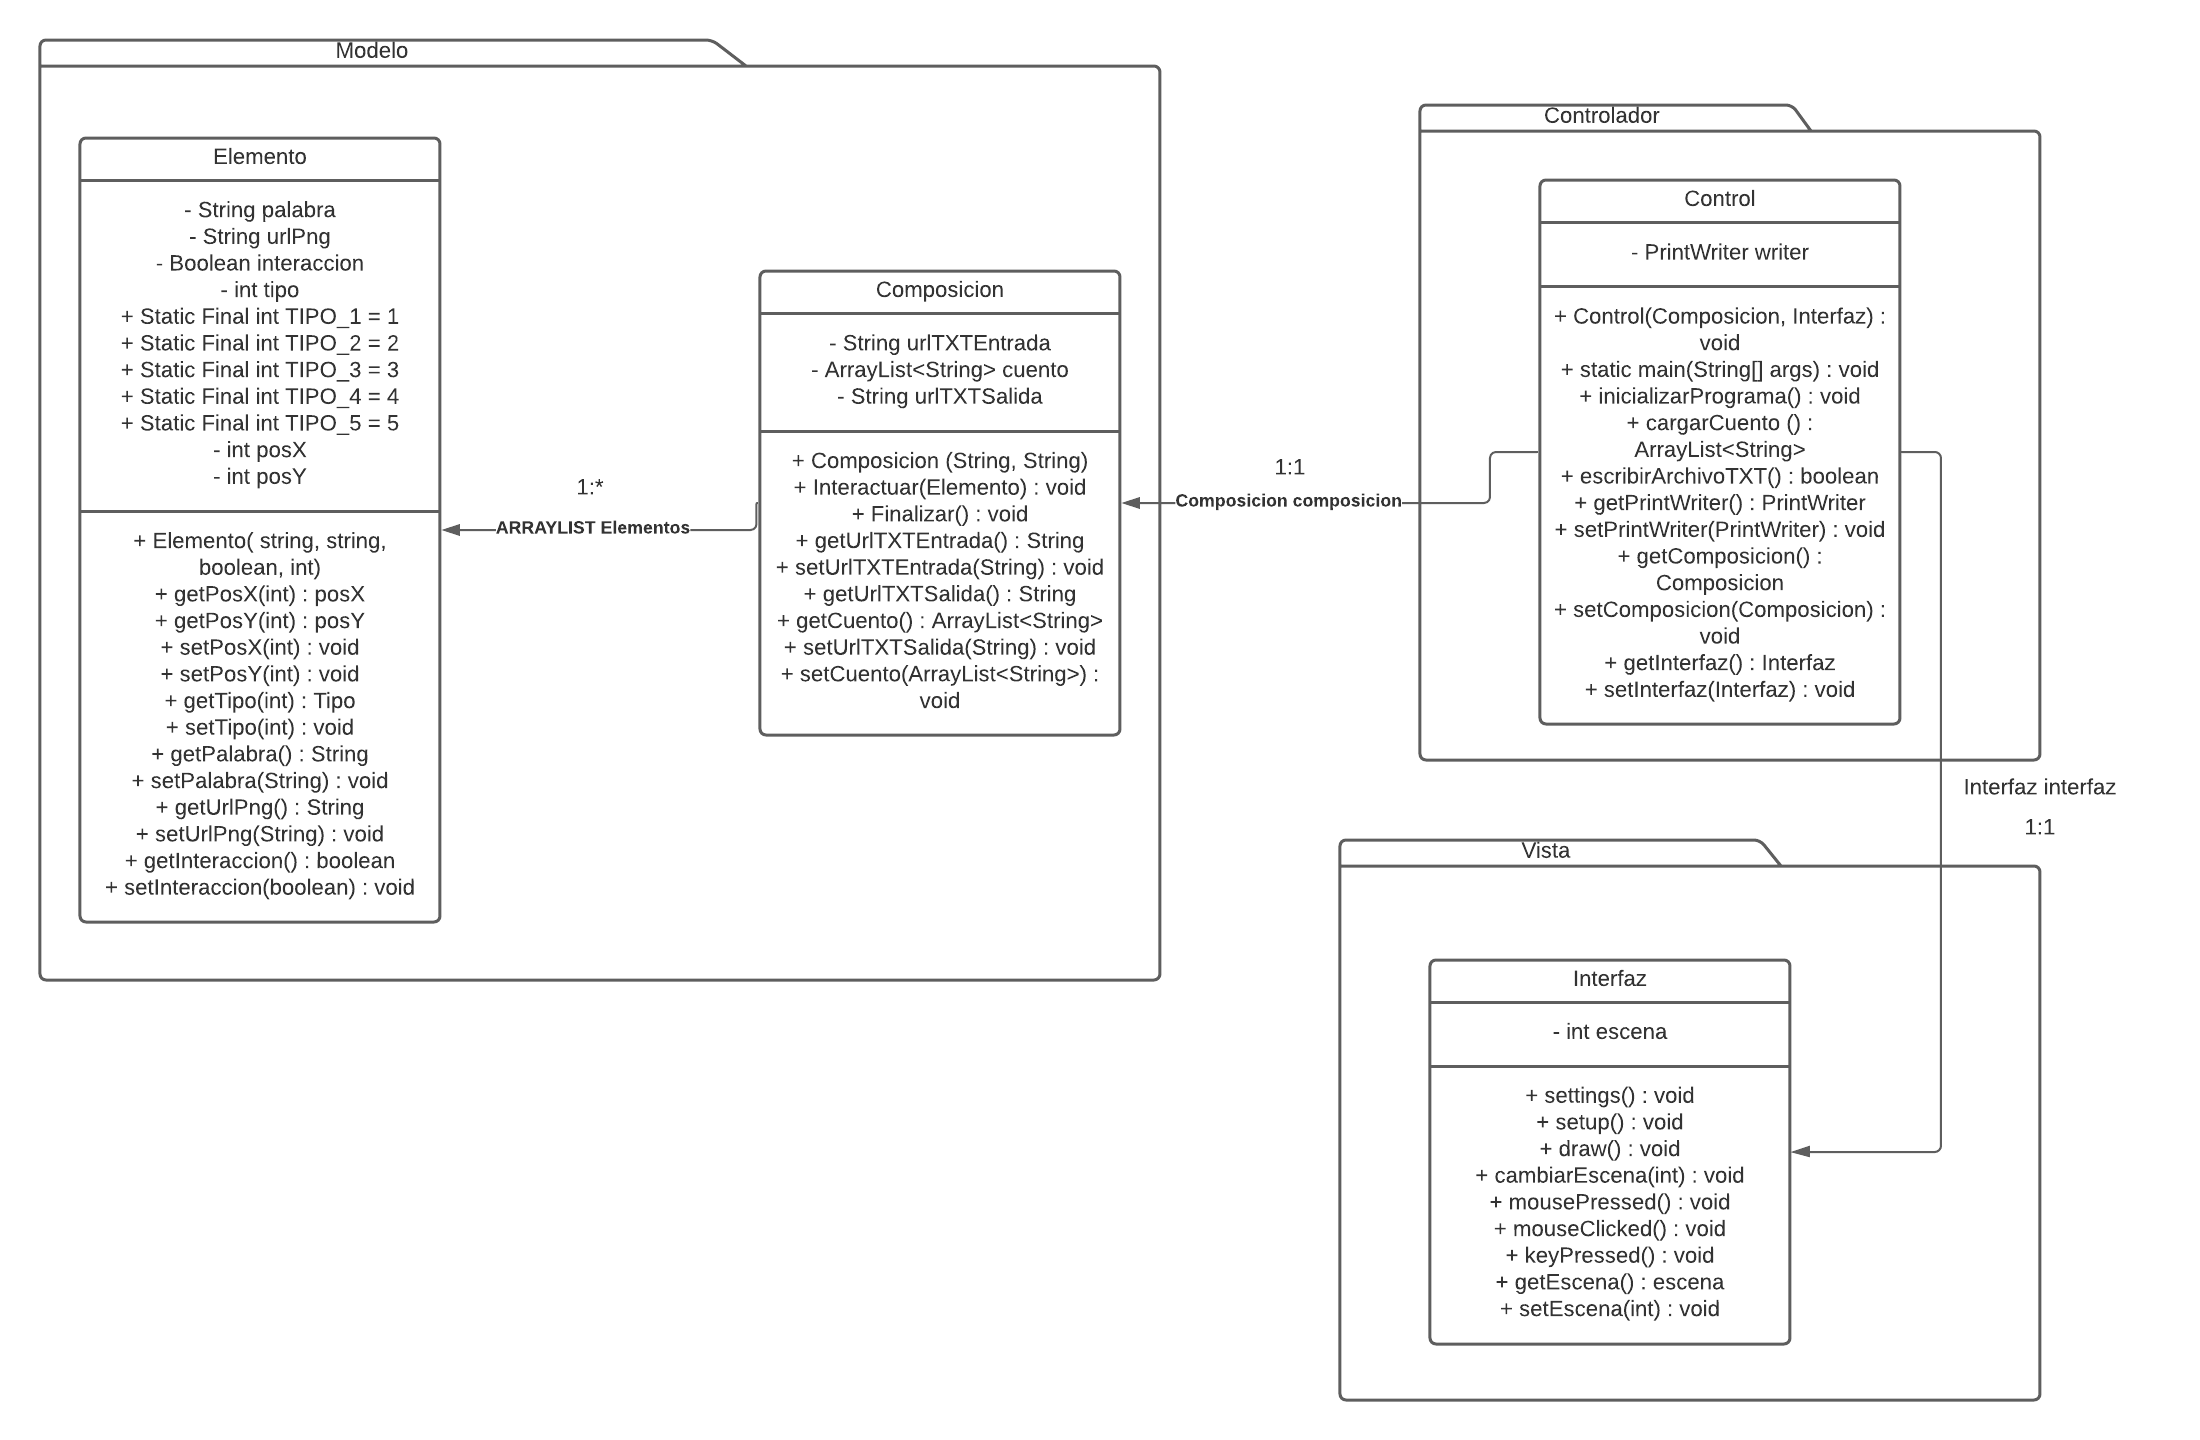 Modelo
Elemento
- String palabra
- String urlPng
- Boolean interaccion
- int tipo
+ Static Final int TIPO_1 = 1
+ Static Final int TIPO_2 = 2
+ Static Final int TIPO_3 = 3
+ Static Final int TIPO_4 = 4
+ Static Final int TIPO_5 = 5
- int posX
- int posY
+ Elemento( string, string,
boolean, int)
+ getPosX(int) : posX
+ getPosY(int) : posY
+ setPosX(int) : void
+ setPosY(int) : void
+ getTipo(int) : Tipo
+ setTipo(int) : void
+ getPalabra() : String
+ setPalabra(String) : void
+ getUrlPng() : String
+ setUrlPng(String) : void
+ getInteraccion() : boolean
+ setInteraccion(boolean) : void
1:*
ARRAYLIST Elementos
Composicion
- String urlTXTEntrada
- ArrayList<String> cuento
- String urlTXTSalida
+ Composicion (String, String)
+ Interactuar(Elemento) : void
+ Finalizar() : void
+ getUrlTXTEntrada() : String
+ setUrlTXTEntrada(String) : void
+ getUrlTXTSalida() : String
+ getCuento() : ArrayList<String>
+ setUrlTXTSalida(String) : void
+ setCuento(ArrayList<String>) :
void
1:1
Composicion composicion
Controlador
Control
- PrintWriter writer
+ Control(Composicion, Interfaz) :
void
+ static main(String[] args) : void
+ inicializarPrograma() : void
+ cargarCuento () :
ArrayList<String>
+ escribirArchivoTXT() : boolean
+ getPrintWriter() : PrintWriter
+ setPrintWriter(PrintWriter) : void
+ getComposicion() :
Composicion
+ setComposicion(Composicion) :
void
+ getInterfaz() : Interfaz
+ setInterfaz(Interfaz) : void
Interfaz interfaz
1:1
Vista
Interfaz
- int escena
+ settings() : void
+ setup() : void
+ draw() : void
+ cambiarEscena(int) : void
+ mousePressed() : void
+ mouseClicked() : void
+ keyPressed() : void
+ getEscena() : escena
+ setEscena(int) : void